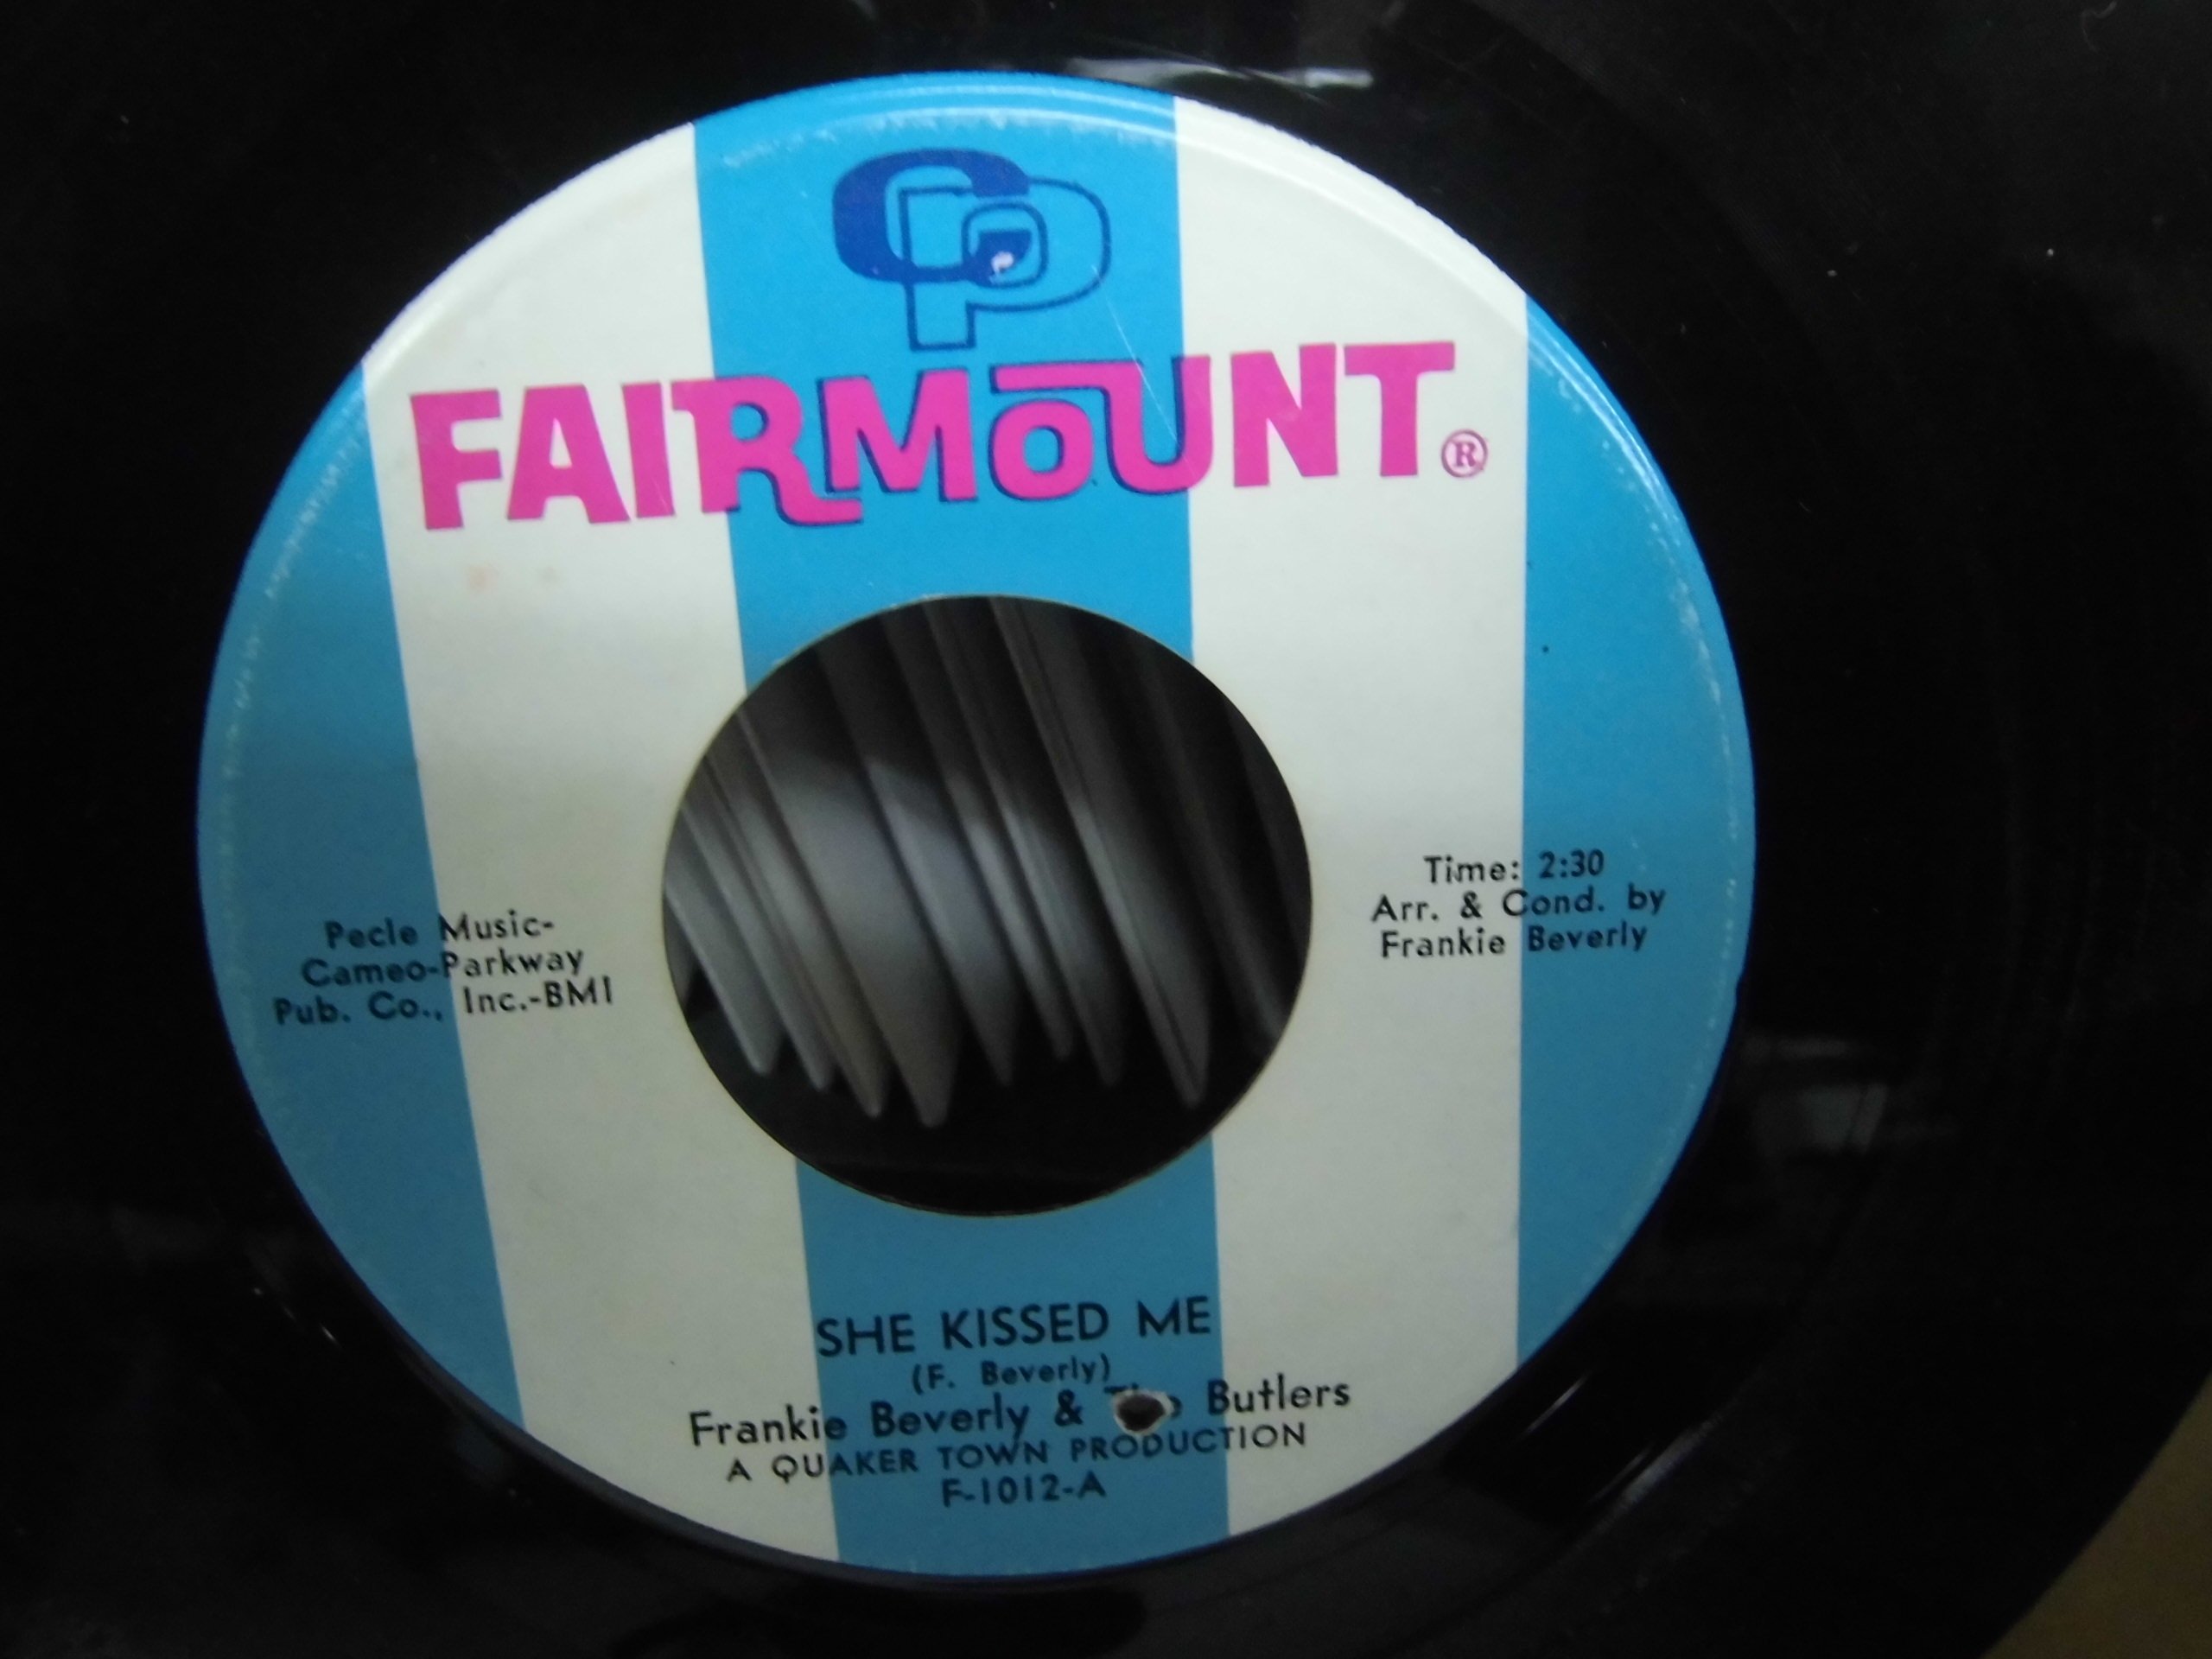 CP
FAIRMOUNT®
Pecle Music-
Cameo-Parkway
Pub. Co., Inc.-BMI
Time: 2:30
Arr. & Cond. by
Frankie Beverly
SHE KISSED ME
(F. Beverly)
Frankie Beverly & Butlers
A QUAKER TOWN PRODUCTION
F-1012-A